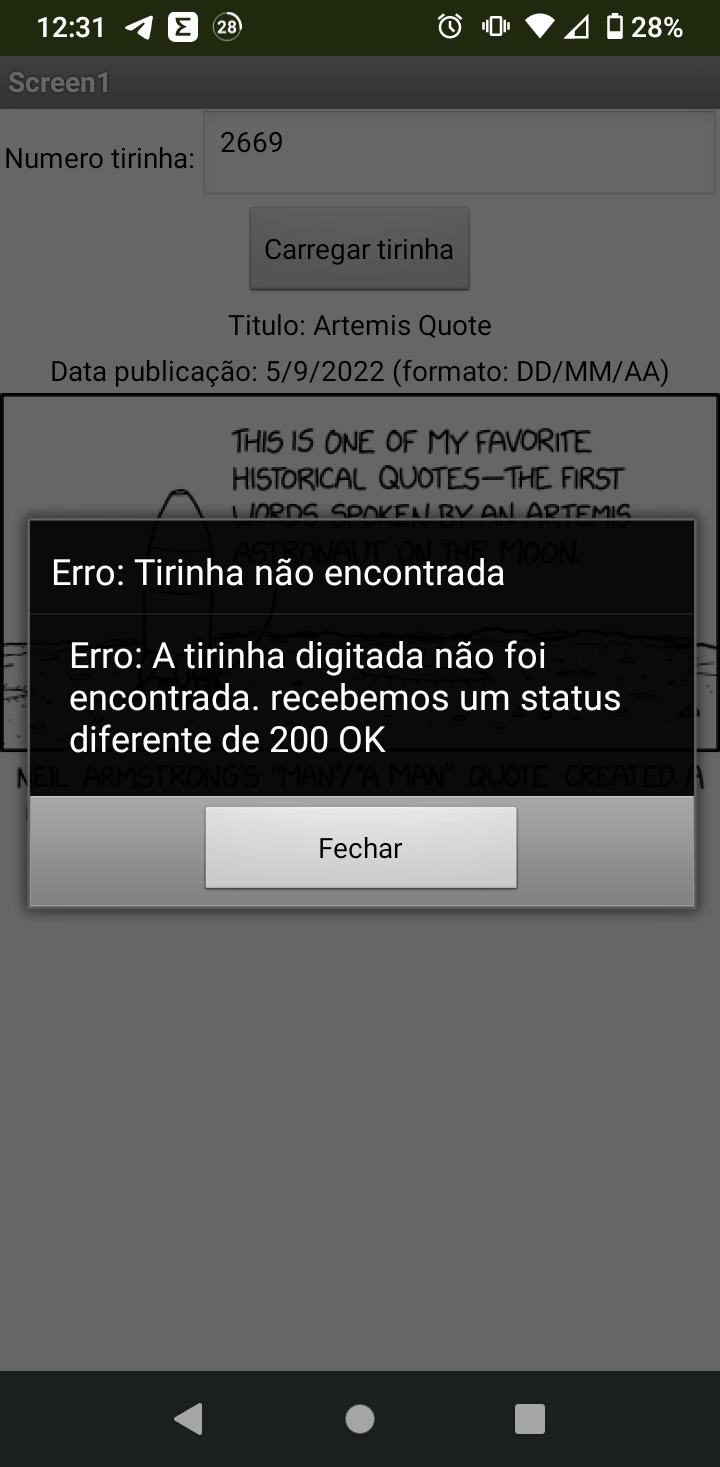 12:31
28
28%
Screen1
Numero tirinha:
2669
Carregar tirinha
Titulo: Artemis Quote
Data publicação: 5/9/2022 (formato: DD/MM/AA)
THIS IS ONE OF MY FAVORITE
HISTORICAL QUOTES—THE FIRST
WORDS SPOKEN BY AN ARTEMIS
ASTRONAUT ON THE MOON.
Erro: Tirinha não encontrada
Erro: A tirinha digitada não foi
encontrada. recebemos um status
diferente de 200 OK
NEIL ARMSTRONG'S "MAN"/"A MAN" QUOTE CREATED A
Fechar